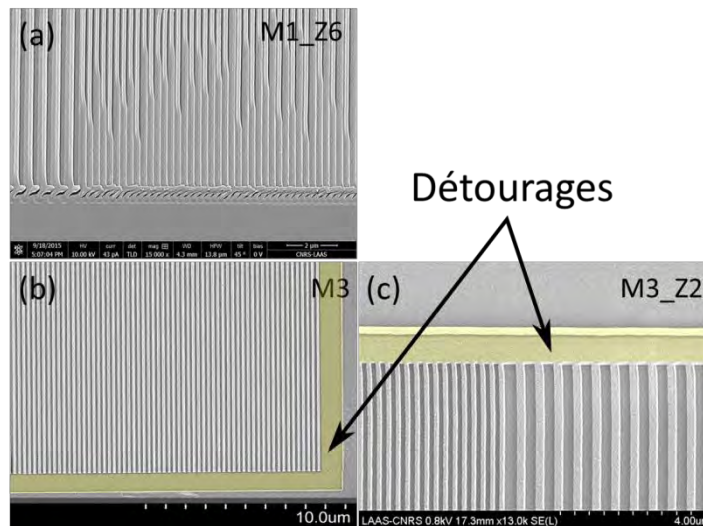 (a)
M1_Z6
9/18/2015 HV curr det mag WD HFW tilt bias 2 µm
5:07:04 PM 10.00 kV 43 pA TLD 15 000 x 4.3 mm 13.8 µm 45 ° 0 V CNRS-LAAS
Détourages
(b)
M3
10.0um
(c)
M3_Z2
LAAS-CNRS 0.8kV 17.3mm x13.0k SE(L) 4.00um